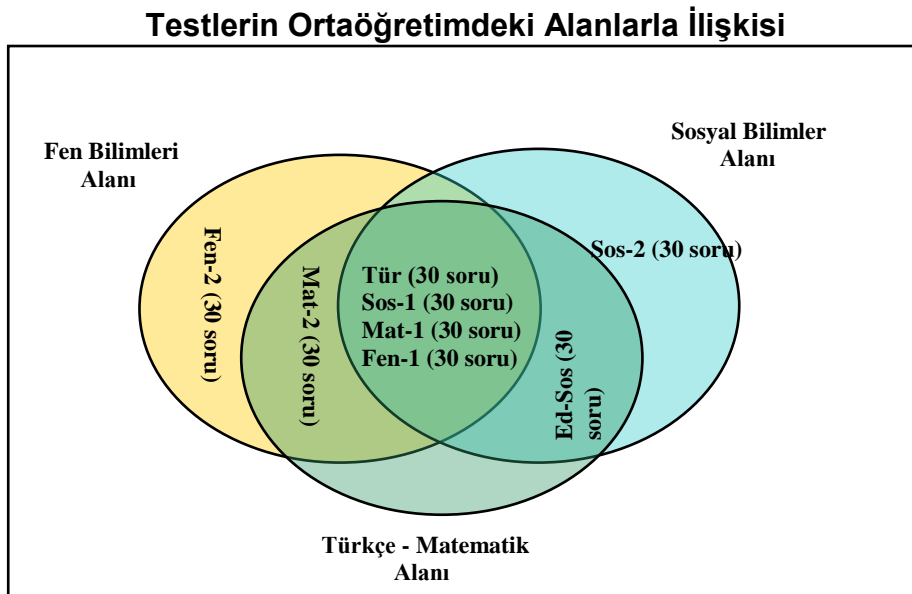 Testlerin Ortaöğretimdeki Alanlarla İlişkisi
Fen Bilimleri
Alanı
Sosyal Bilimler
Alanı
Fen-2 (30 soru)
Mat-2 (30 soru)
Tür (30 soru)
Sos-1 (30 soru)
Mat-1 (30 soru)
Fen-1 (30 soru)
Sos-2 (30 soru)
Ed-Sos (30
soru)
Türkçe - Matematik
Alanı